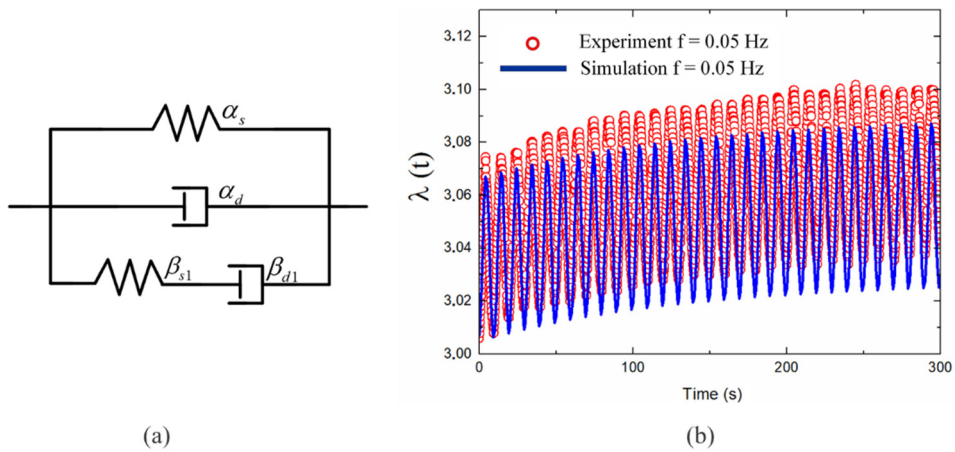 (a)
α_s
α_d
β_s1 β_d1
(b)
Experiment f = 0.05 Hz
Simulation f = 0.05 Hz
λ (t)
3.12
3.10
3.08
3.06
3.04
3.02
3.00
0 100 200 300
Time (s)
(a) (b)